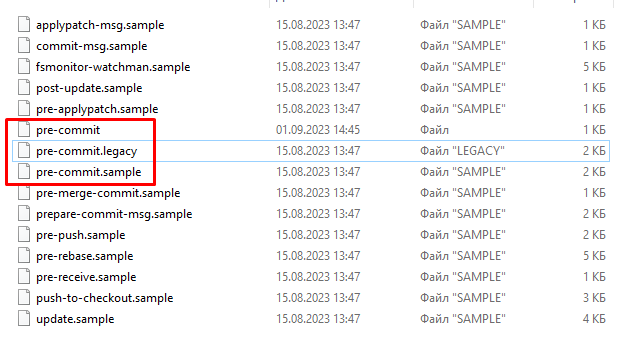 applypatch-msg.sample 15.08.2023 13:47 Файл "SAMPLE" 1 КБ
commit-msg.sample 15.08.2023 13:47 Файл "SAMPLE" 1 КБ
fsmonitor-watchman.sample 15.08.2023 13:47 Файл "SAMPLE" 5 КБ
post-update.sample 15.08.2023 13:47 Файл "SAMPLE" 1 КБ
pre-applypatch.sample 15.08.2023 13:47 Файл "SAMPLE" 1 КБ
pre-commit 01.09.2023 14:45 Файл 1 КБ
pre-commit.legacy 15.08.2023 13:47 Файл "LEGACY" 2 КБ
pre-commit.sample 15.08.2023 13:47 Файл "SAMPLE" 2 КБ
pre-merge-commit.sample 15.08.2023 13:47 Файл "SAMPLE" 1 КБ
prepare-commit-msg.sample 15.08.2023 13:47 Файл "SAMPLE" 2 КБ
pre-push.sample 15.08.2023 13:47 Файл "SAMPLE" 2 КБ
pre-rebase.sample 15.08.2023 13:47 Файл "SAMPLE" 5 КБ
pre-receive.sample 15.08.2023 13:47 Файл "SAMPLE" 1 КБ
push-to-checkout.sample 15.08.2023 13:47 Файл "SAMPLE" 3 КБ
update.sample 15.08.2023 13:47 Файл "SAMPLE" 4 КБ